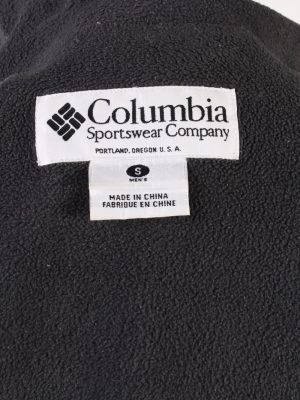 Columbia
Sportswear Company
PORTLAND, OREGON U. S. A.
S
MEN'S
MADE IN CHINA
FABRIQUE EN CHINE